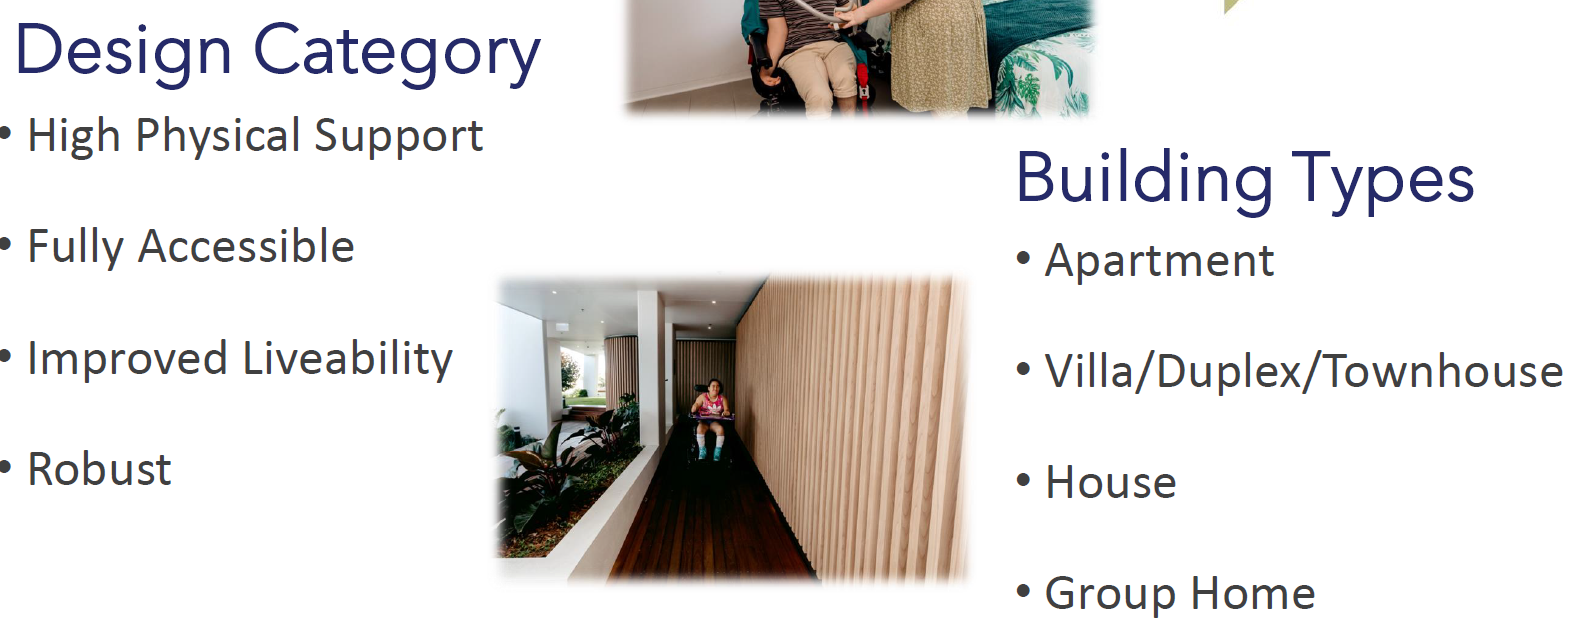 Design Category
• High Physical Support
• Fully Accessible
• Improved Liveability
• Robust
Building Types
• Apartment
• Villa/Duplex/Townhouse
• House
• Group Home